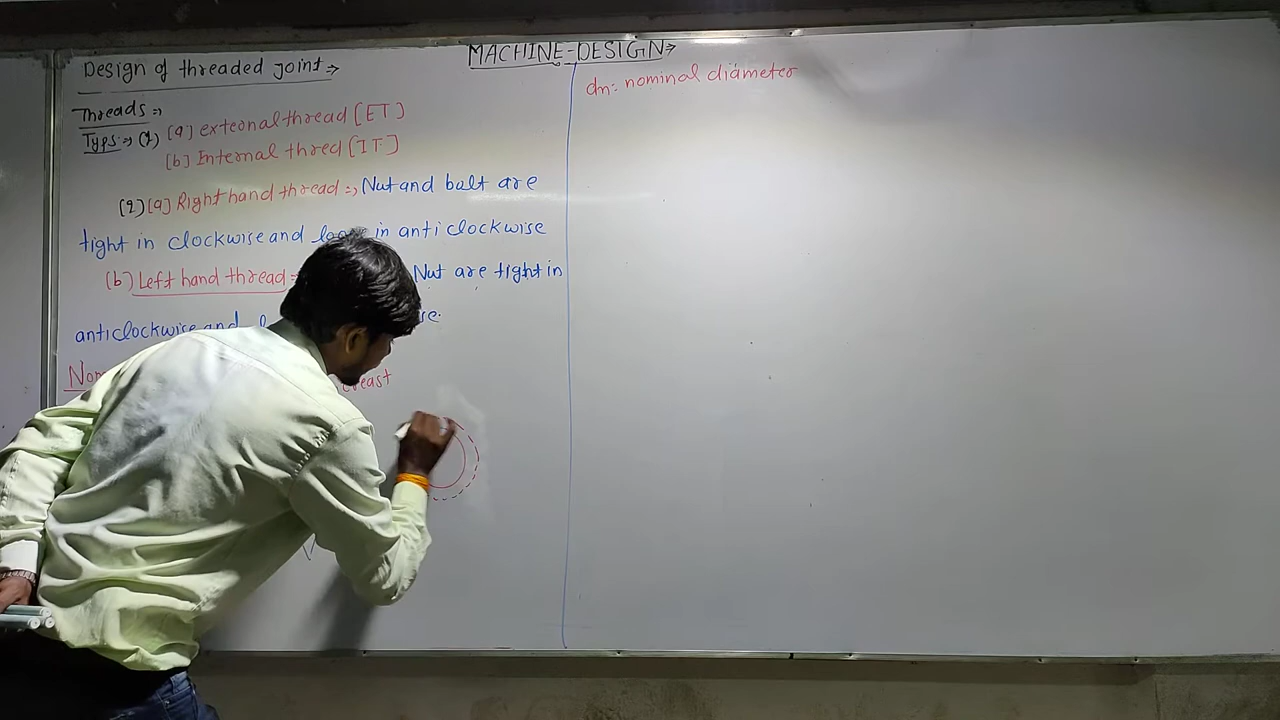 MACHINE-DESIGN⇒
Design of threaded joint ⇒
Threads ⇒
Typs ⇒ (1) [a] external thread [ET]
[b] Internal thred [IT]
(2) [a] Right hand thread ⇒ Nut and bolt are
tight in clockwise and in anti clockwise
(b) Left hand thread Nut are tight in
anticlockwise and
dn: nominal diameter